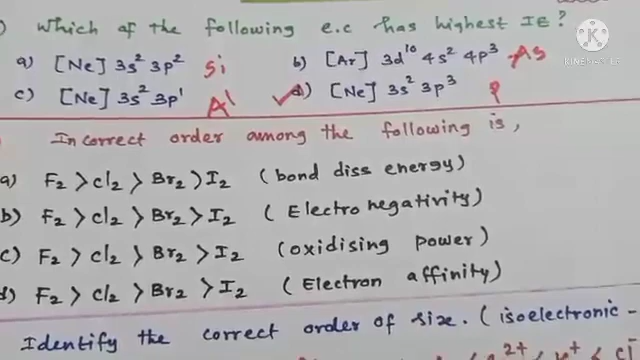 ) Which of the following e.c has highest IE?
a) [Ne] 3s² 3p² Si b) [Ar] 3d¹⁰ 4s² 4p³ As
c) [Ne] 3s² 3p¹ Al ✓ d) [Ne] 3s² 3p³ P
KINEMASTER
) Incorrect order among the following is,
a) F₂ > Cl₂ > Br₂ > I₂ (bond diss energy)
b) F₂ > Cl₂ > Br₂ > I₂ (Electronegativity)
c) F₂ > Cl₂ > Br₂ > I₂ (oxidising power)
d) F₂ > Cl₂ > Br₂ > I₂ (Electron affinity)
Identify the correct order of size. (isoelectronic -